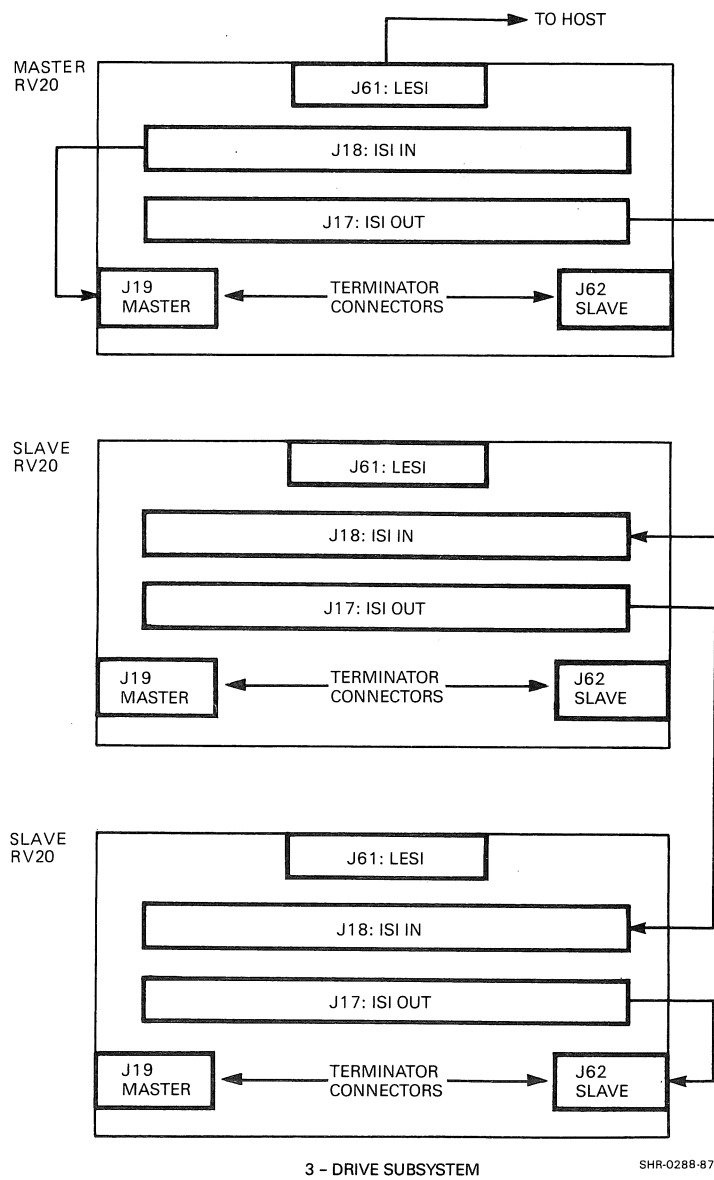 TO HOST
MASTER
RV20
J61: LESI
J18: ISI IN
J17: ISI OUT
J19
MASTER
TERMINATOR
CONNECTORS
J62
SLAVE
SLAVE
RV20
J61: LESI
J18: ISI IN
J17: ISI OUT
J19
MASTER
TERMINATOR
CONNECTORS
J62
SLAVE
SLAVE
RV20
J61: LESI
J18: ISI IN
J17: ISI OUT
J19
MASTER
TERMINATOR
CONNECTORS
J62
SLAVE
3 – DRIVE SUBSYSTEM
SHR-0288-87